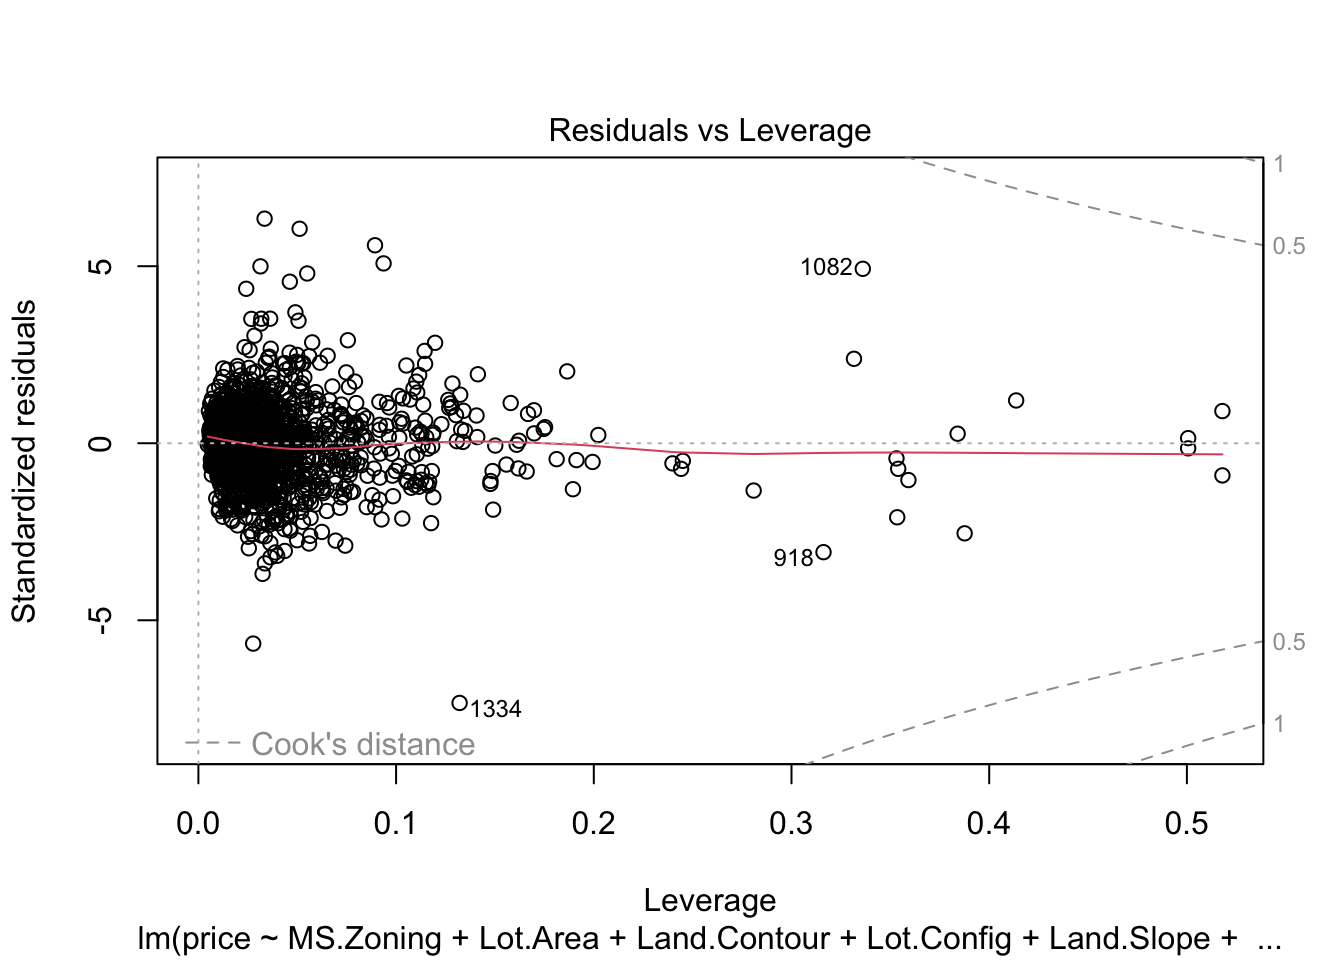 Residuals vs Leverage
1
0.5
1082
918
0.5
1334
1
Cook's distance
5
0
-5
Standardized residuals
0.0 0.1 0.2 0.3 0.4 0.5
Leverage
lm(price ~ MS.Zoning + Lot.Area + Land.Contour + Lot.Config + Land.Slope + ...